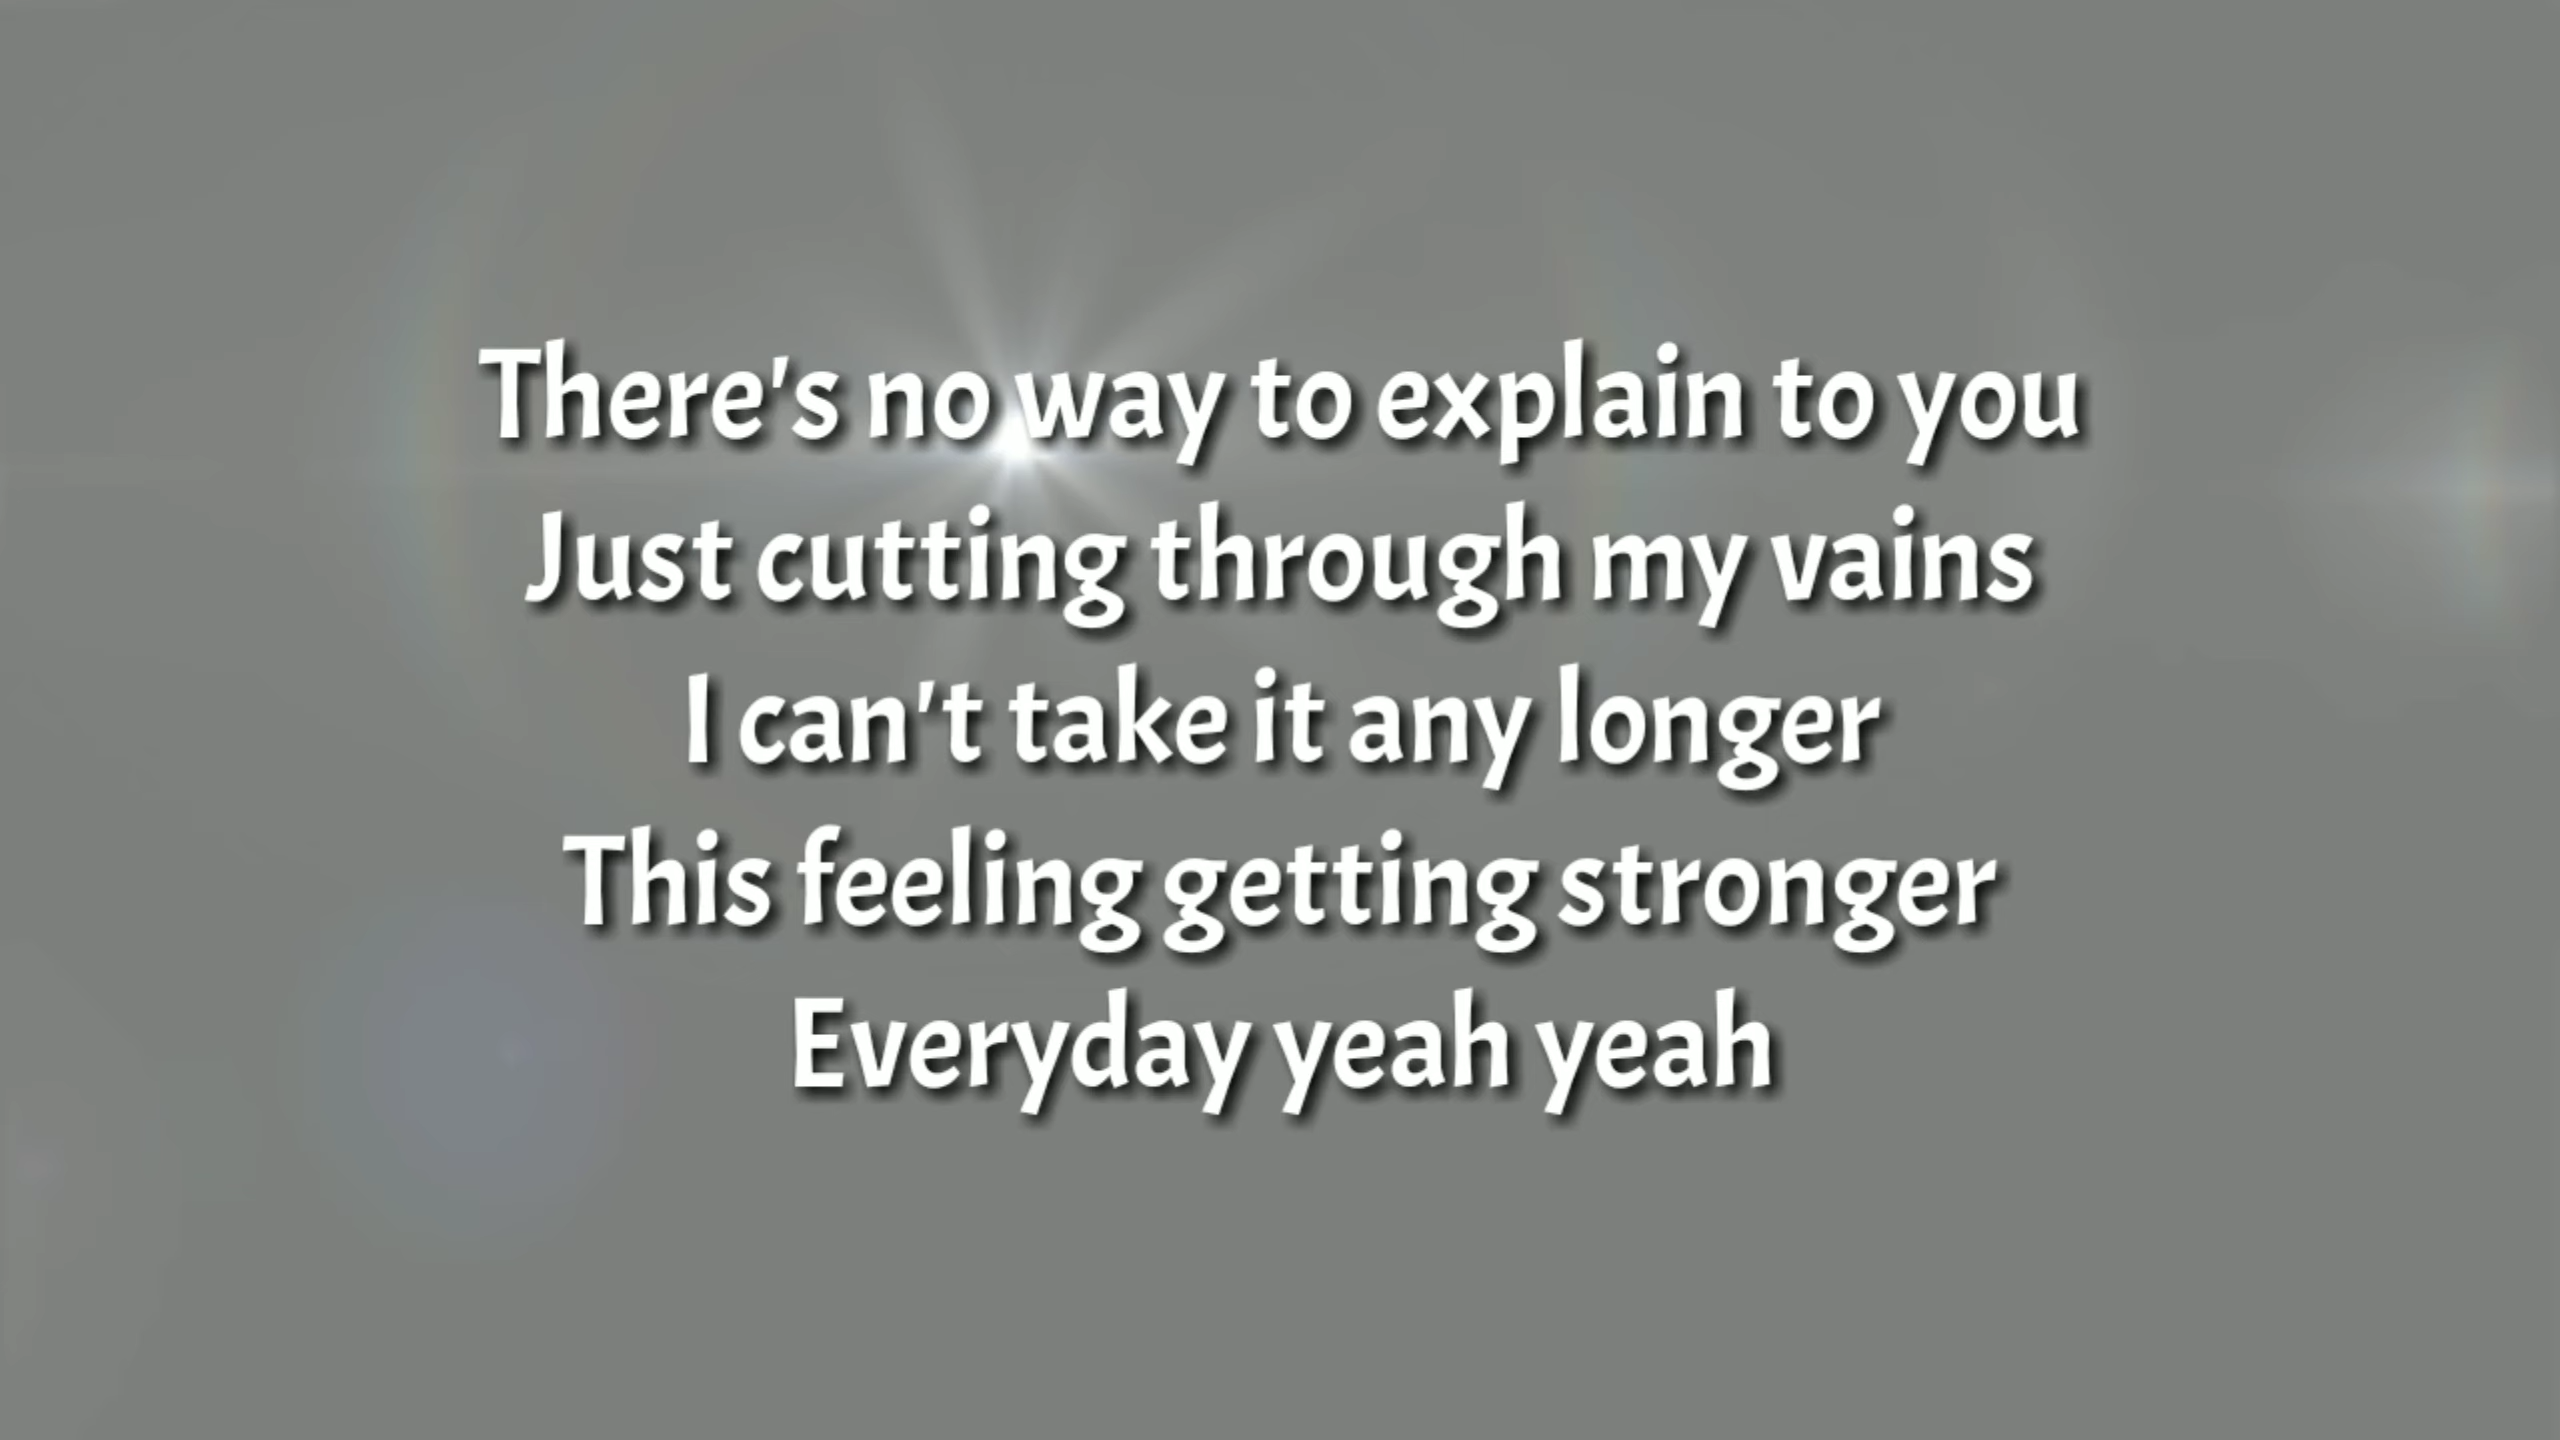 There's no way to explain to you
Just cutting through my vains
I can't take it any longer
This feeling getting stronger
Everyday yeah yeah